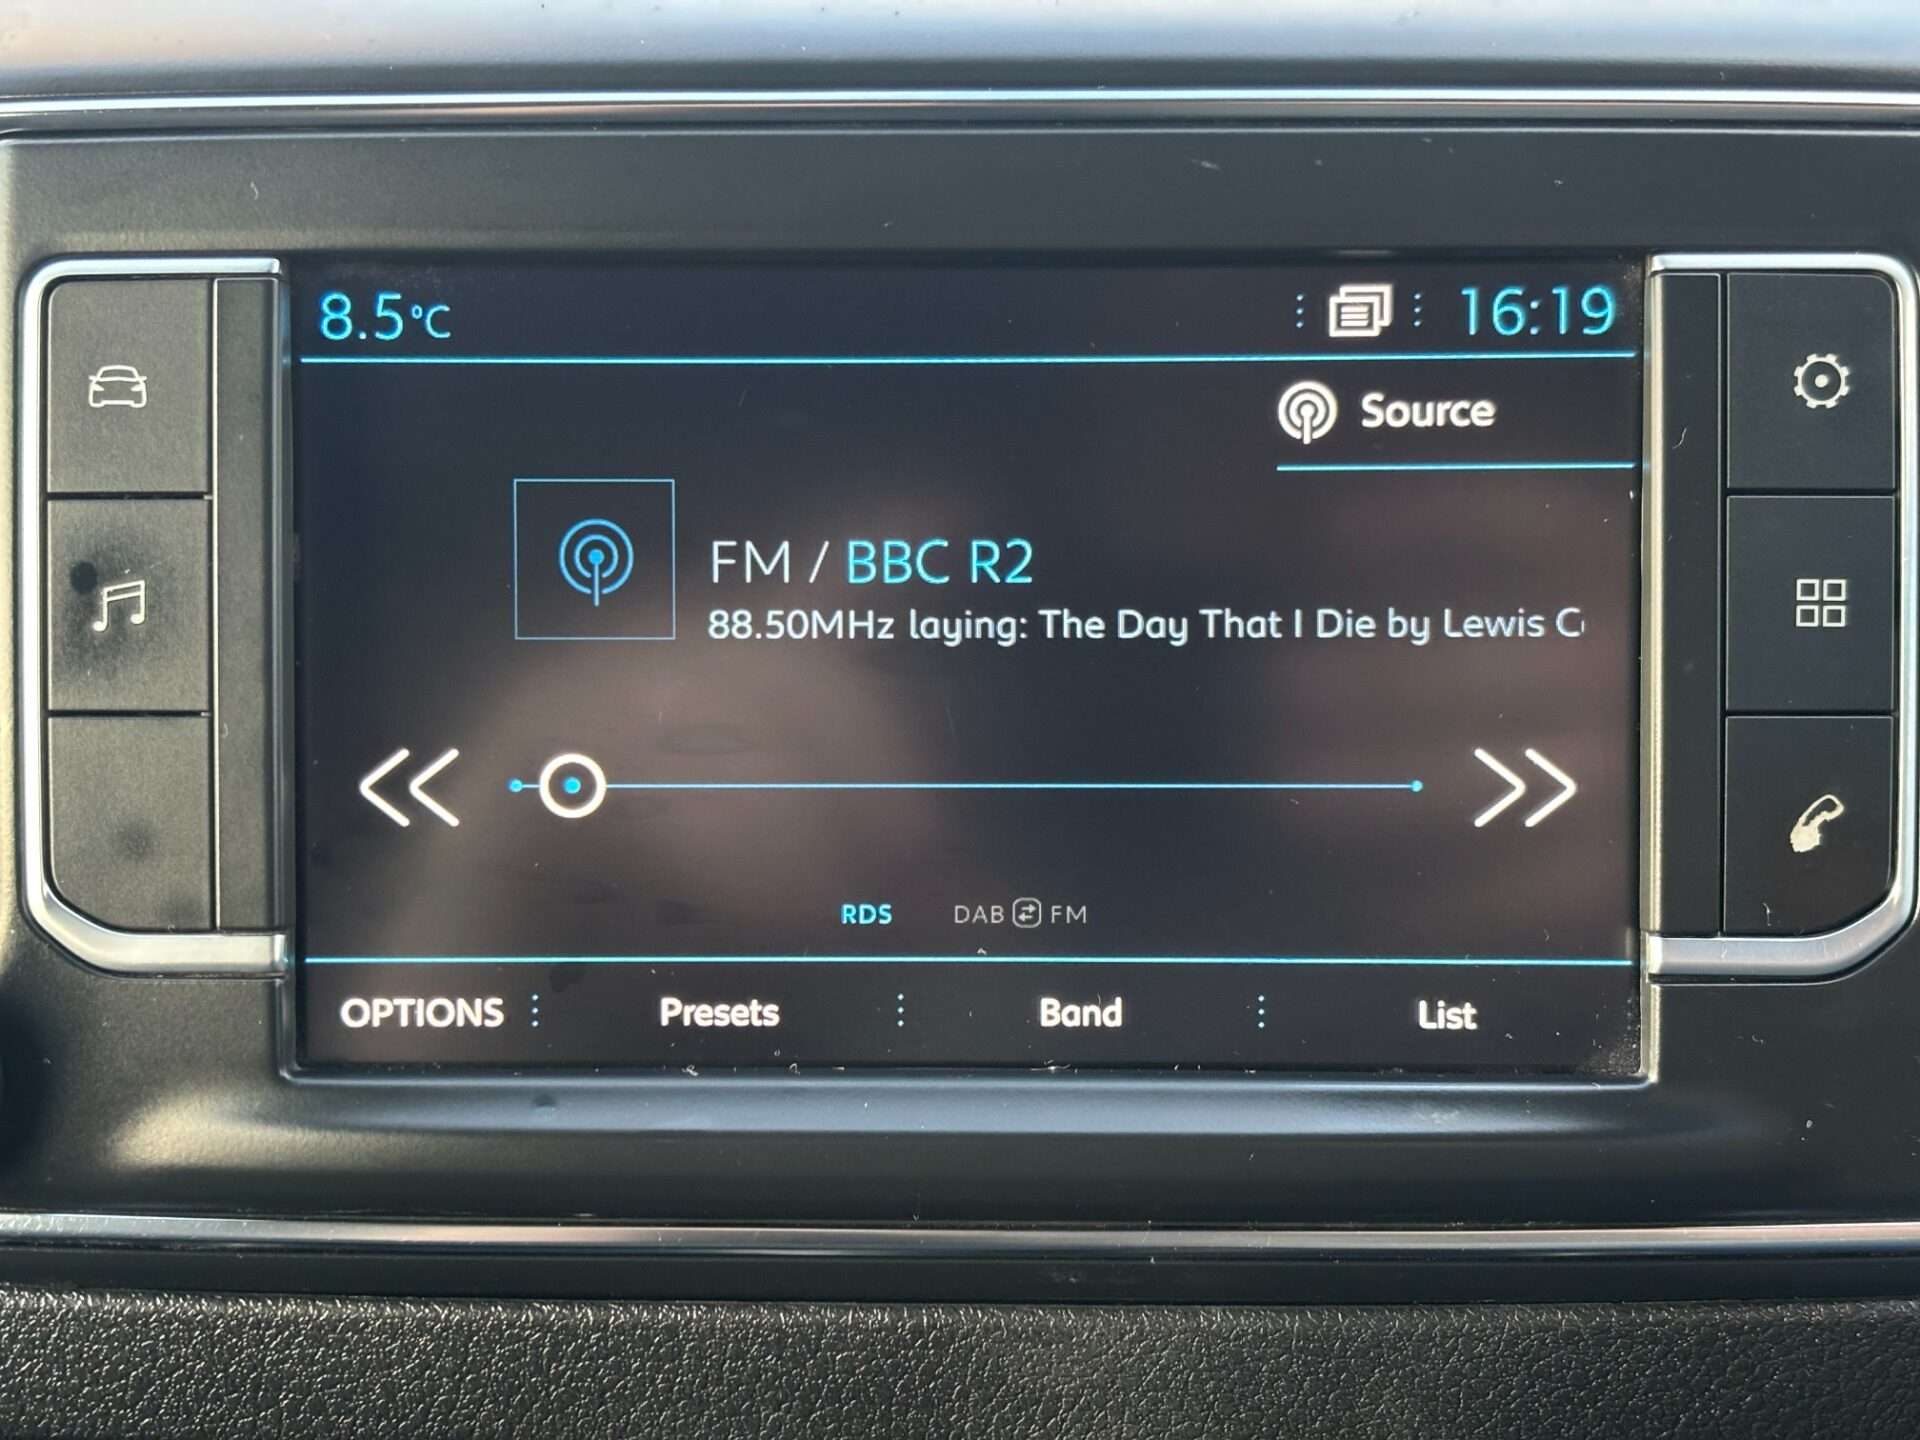 8.5°C 16:19
Source
FM / BBC R2
88.50MHz laying: The Day That I Die by Lewis C
RDS DAB FM
OPTIONS Presets Band List